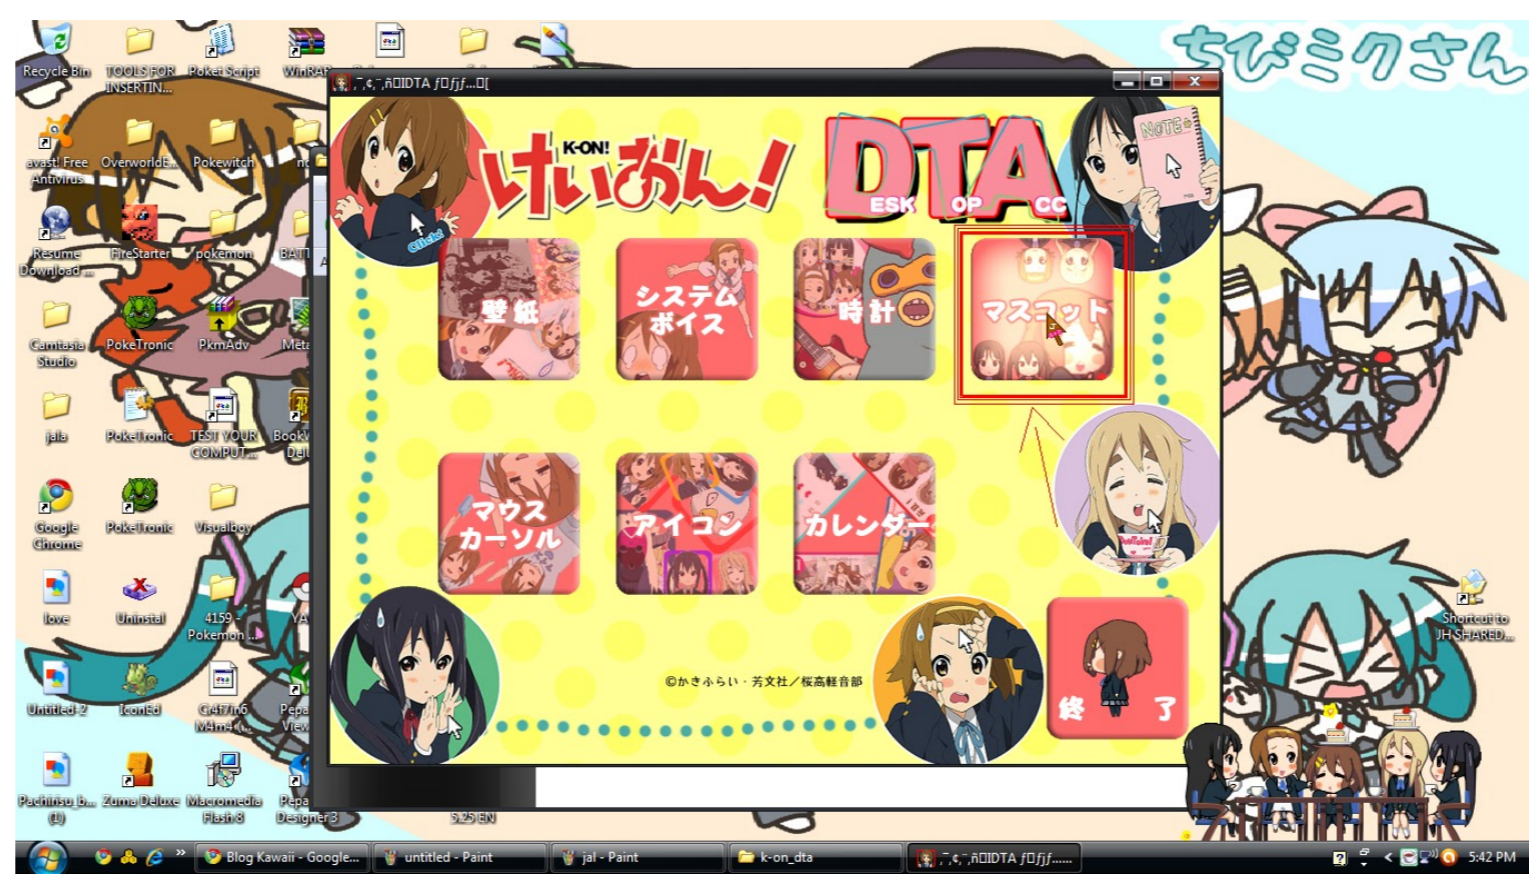 ちびミクさん
Recycle Bin
TOOLS FOR
INSERTIN...
Poket Script
avast! Free
Antivirus
OverworldE...
Pokewitch
Resume
Download ...
FireStarter
pokemon
Camtasia
Studio
PokeTronic
PkmAdv
jala
PokeTronic
TEST YOUR
COMPUT...
Google
Chrome
PokeTronic
Visualboy
love
Uninstal
4159 -
Pokemon ...
Untitled-2
IconEd
Pachirisu_b...
(1)
Zuma Deluxe
Macromedia
Flash 8
Designer 3
5.25 EN
Shortcut to
JH SHARED...
K-ON!
けいおん!
DTA
ESK OP CC
NOTE
Click!
壁紙
システム
ボイス
時計
マスコット
マウス
カーソル
アイコン
カレンダー
©かきふらい・芳文社／桜高軽音部
終 了
Blog Kawaii - Google...
untitled - Paint
jal - Paint
k-on_dta
5:42 PM